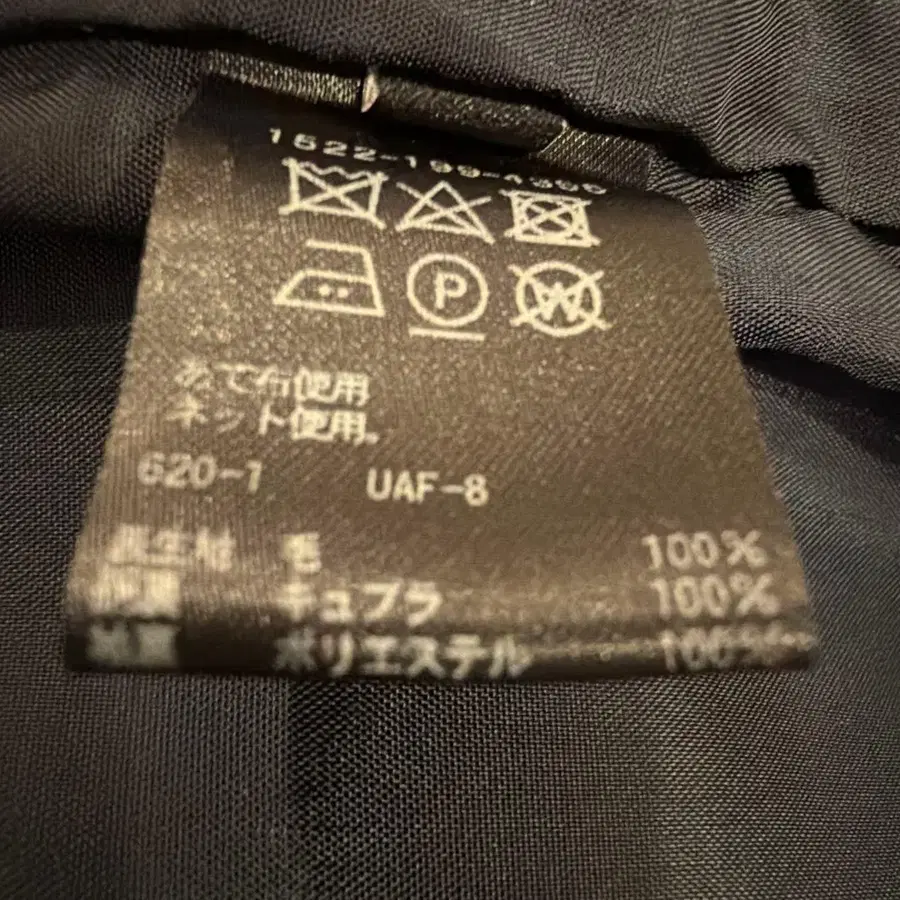 1522-199-4396
P
W
あて布使用
ネット使用。
620-1 UAF-8
表生地 毛 100%
胴裏 キュプラ 100%
袖裏 ポリエステル 100%